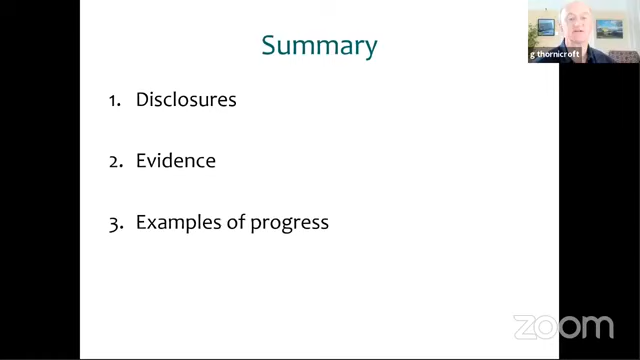 Summary
g thornicroft
1. Disclosures
2. Evidence
3. Examples of progress
zoom